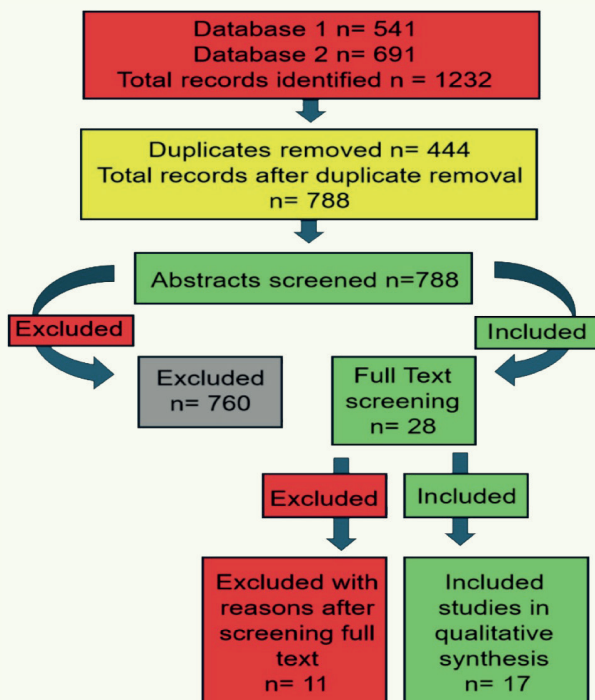 Database 1 n= 541
Database 2 n= 691
Total records identified n = 1232
Duplicates removed n= 444
Total records after duplicate removal
n= 788
Abstracts screened n=788
Excluded
Included
Excluded
n= 760
Full Text
screening
n= 28
Excluded
Included
Excluded with
reasons after
screening full
text
n= 11
Included
studies in
qualitative
synthesis
n= 17